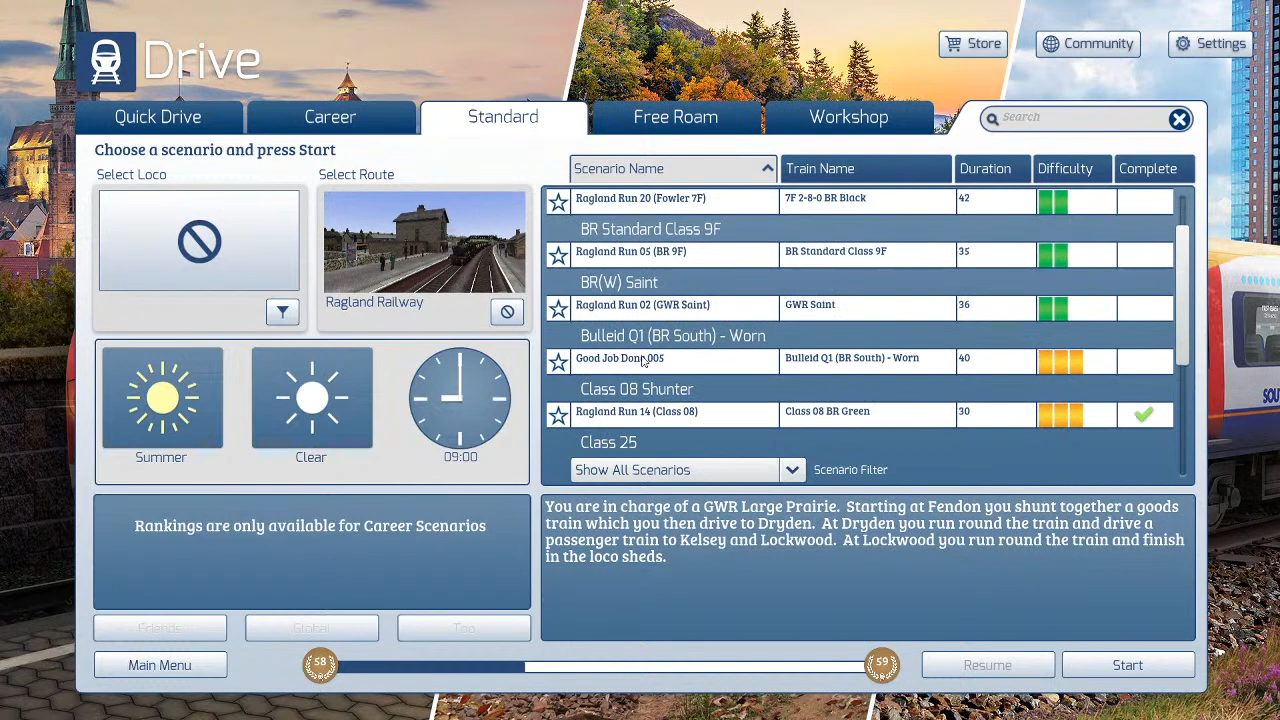 Drive
Store
Community
Settings
Quick Drive
Career
Standard
Free Roam
Workshop
Search
Choose a scenario and press Start
Select Loco
Select Route
Ragland Railway
Summer
Clear
09:00
Scenario Name
Train Name
Duration
Difficulty
Complete
Ragland Run 20 (Fowler 7F)
7F 2-8-0 BR Black
42
BR Standard Class 9F
Ragland Run 05 (BR 9F)
BR Standard Class 9F
35
BR(W) Saint
Ragland Run 02 (GWR Saint)
GWR Saint
36
Bulleid Q1 (BR South) - Worn
Good Job Done 005
Bulleid Q1 (BR South) - Worn
40
Class 08 Shunter
Ragland Run 14 (Class 08)
Class 08 BR Green
30
Class 25
Show All Scenarios
Scenario Filter
Rankings are only available for Career Scenarios
You are in charge of a GWR Large Prairie. Starting at Fendon you shunt together a goods
train which you then drive to Dryden. At Dryden you run round the train and drive a
passenger train to Kelsey and Lockwood. At Lockwood you run round the train and finish
in the loco sheds.
Friends
Global
Top
Main Menu
58
59
Resume
Start